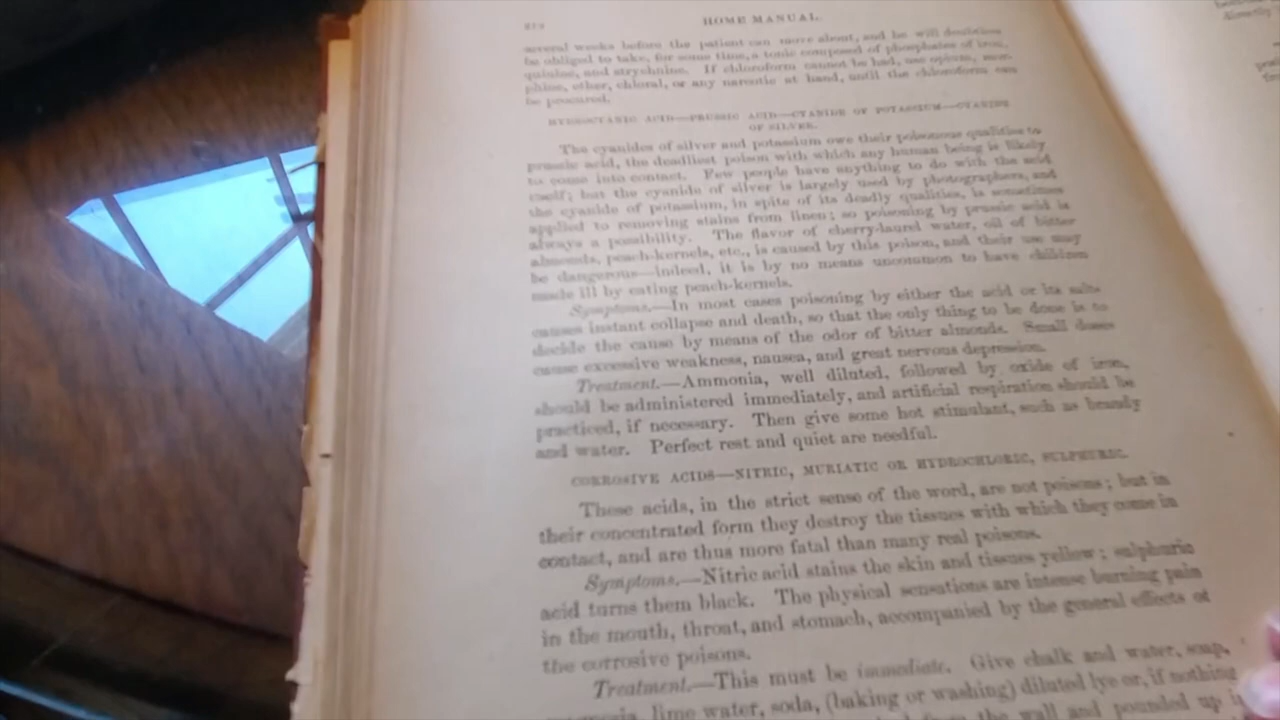 HOME MANUAL.
several weeks before the patient can move about, and he will doubtless
be obliged to take, for some time, a tonic composed of phosphates of iron,
quinine, and strychnine. If chloroform cannot be had, use opium, mor-
phine, ether, chloral, or any narcotic at hand, until the chloroform can
be procured.
HYDROCYANIC ACID—PRUSSIC ACID—CYANIDE OF POTASSIUM—CYANIDE
OF SILVER.
The cyanides of silver and potassium owe their poisonous qualities to
prussic acid, the deadliest poison with which any human being is likely
to come into contact. Few people have anything to do with the acid
itself; but the cyanide of silver is largely used by photographers, and
the cyanide of potassium, in spite of its deadly qualities, is sometimes
applied to removing stains from linen; so poisoning by prussic acid is
always a possibility. The flavor of cherry-laurel water, oil of bitter
almonds, peach-kernels, etc., is caused by this poison, and their use may
be dangerous—indeed, it is by no means uncommon to have children
made ill by eating peach-kernels.
Symptoms.—In most cases poisoning by either the acid or its salts
causes instant collapse and death, so that the only thing to be done is to
decide the cause by means of the odor of bitter almonds. Small doses
cause excessive weakness, nausea, and great nervous depression.
Treatment.—Ammonia, well diluted, followed by oxide of iron,
should be administered immediately, and artificial respiration should be
practiced, if necessary. Then give some hot stimulant, such as brandy
and water. Perfect rest and quiet are needful.
CORROSIVE ACIDS—NITRIC, MURIATIC OR HYDROCHLORIC, SULPHURIC.
These acids, in the strict sense of the word, are not poisons; but in
their concentrated form they destroy the tissues with which they come in
contact, and are thus more fatal than many real poisons.
Symptoms.—Nitric acid stains the skin and tissues yellow; sulphuric
acid turns them black. The physical sensations are intense burning pain
in the mouth, throat, and stomach, accompanied by the general effects of
the corrosive poisons.
Treatment.—This must be immediate. Give chalk and water, soap,
lime water, soda, (baking or washing) diluted lye or, if nothing
from the wall and pounded up in